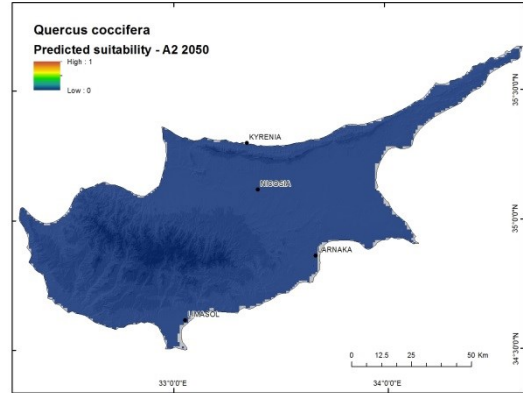 Quercus coccifera
Predicted suitability - A2 2050
High : 1
Low : 0
KYRENIA
NICOSIA
LARNAKA
LIMASOL
35°30'0"N
35°0'0"N
34°30'0"N
0 12.5 25 50 Km
33°0'0"E 34°0'0"E